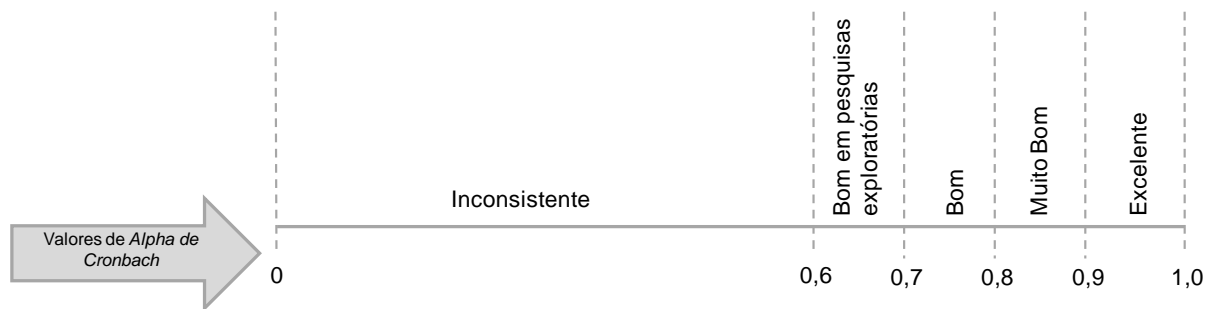 Inconsistente
Bom em pesquisas
exploratórias
Bom
Muito Bom
Excelente
Valores de Alpha de
Cronbach
0
0,6
0,7
0,8
0,9
1,0